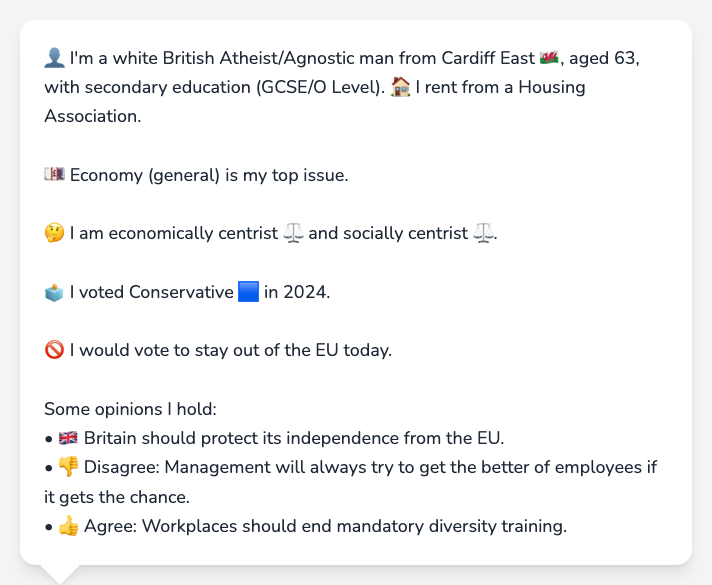 👤 I'm a white British Atheist/Agnostic man from Cardiff East 🏴󠁧󠁢󠁷󠁬󠁳󠁿, aged 63,
with secondary education (GCSE/O Level). 🏠 I rent from a Housing
Association.
💷 Economy (general) is my top issue.
🤔 I am economically centrist ⚖️ and socially centrist ⚖️.
🗳️ I voted Conservative 🟦 in 2024.
🚫 I would vote to stay out of the EU today.
Some opinions I hold:
• 🇬🇧 Britain should protect its independence from the EU.
• 👎 Disagree: Management will always try to get the better of employees if
it gets the chance.
• 👍 Agree: Workplaces should end mandatory diversity training.